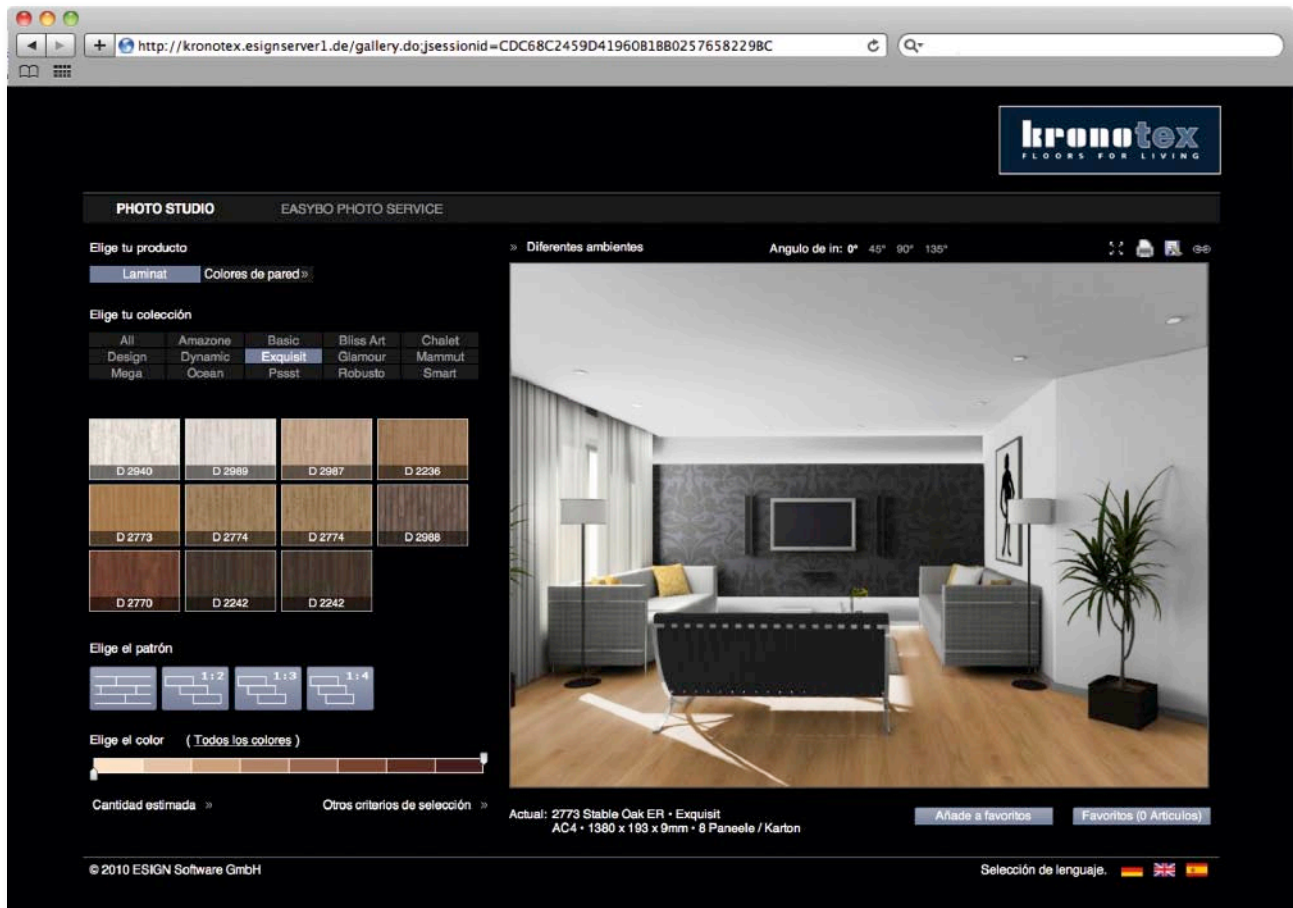 http://kronotex.esignserver1.de/gallery.do;jsessionid=CDC68C2459D41960B1BB0257658229BC
kronotex
FLOORS FOR LIVING
PHOTO STUDIO EASYBO PHOTO SERVICE
Elige tu producto
Laminat Colores de pared »
Elige tu colección
All Amazone Basic Bliss Art Chalet
Design Dynamic Exquisit Glamour Mammut
Mega Ocean Pssst Robusto Smart
D 2940 D 2989 D 2987 D 2236
D 2773 D 2774 D 2774 D 2988
D 2770 D 2242 D 2242
Elige el patrón
1:2 1:3 1:4
Elige el color ( Todos los colores )
Cantidad estimada » Otros criterios de selección »
» Diferentes ambientes Angulo de in: 0° 45° 90° 135°
Actual: 2773 Stable Oak ER • Exquisit
AC4 • 1380 x 193 x 9mm • 8 Paneele / Karton
Añade a favoritos Favoritos (0 Articulos)
© 2010 ESIGN Software GmbH Selección de lenguaje.